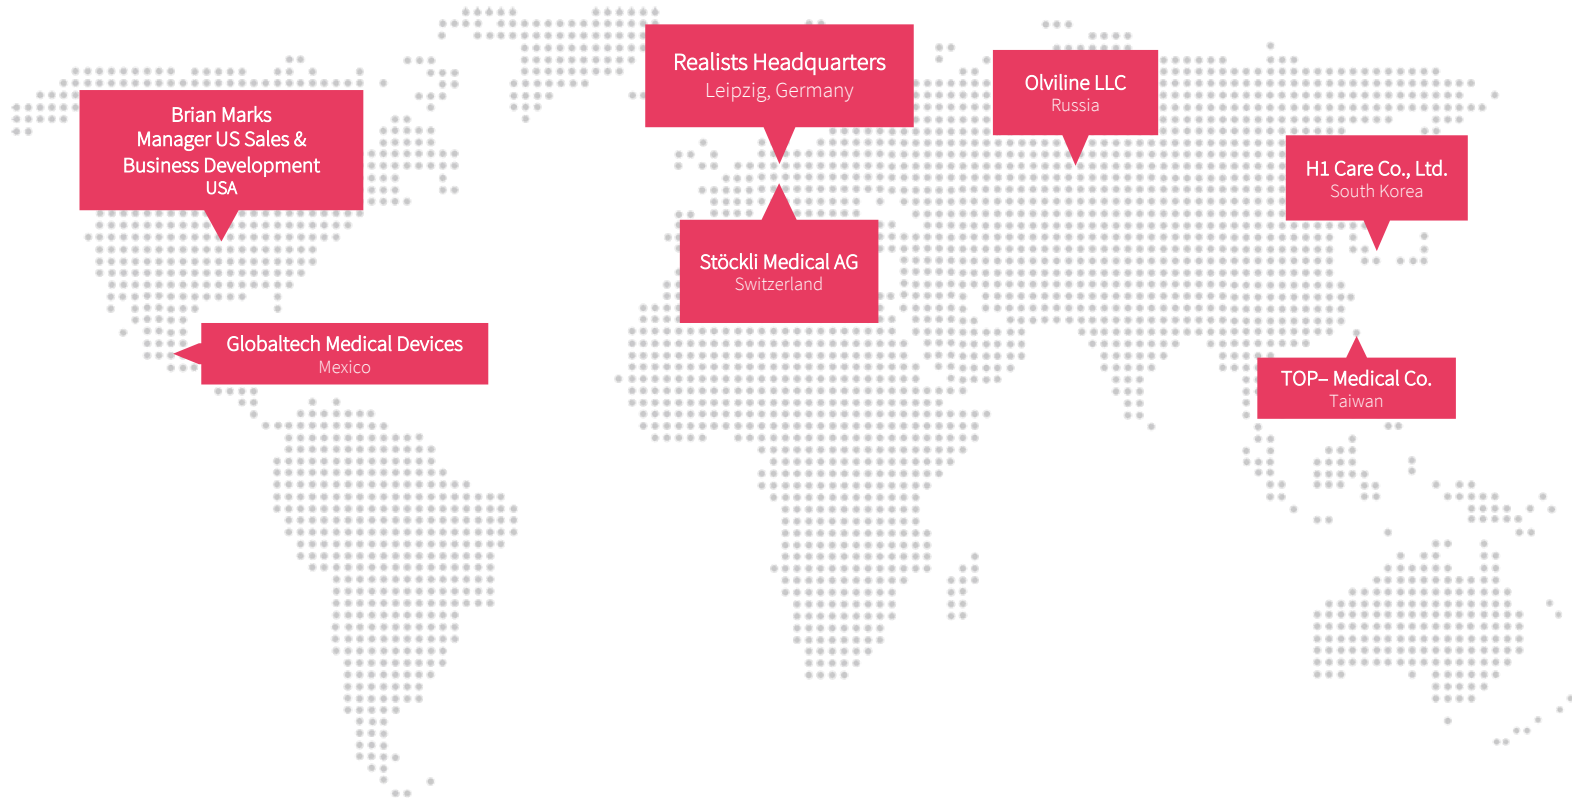 Realists Headquarters
Leipzig, Germany
Olviline LLC
Russia
Brian Marks
Manager US Sales &
Business Development
USA
H1 Care Co., Ltd.
South Korea
Stöckli Medical AG
Switzerland
Globaltech Medical Devices
Mexico
TOP– Medical Co.
Taiwan